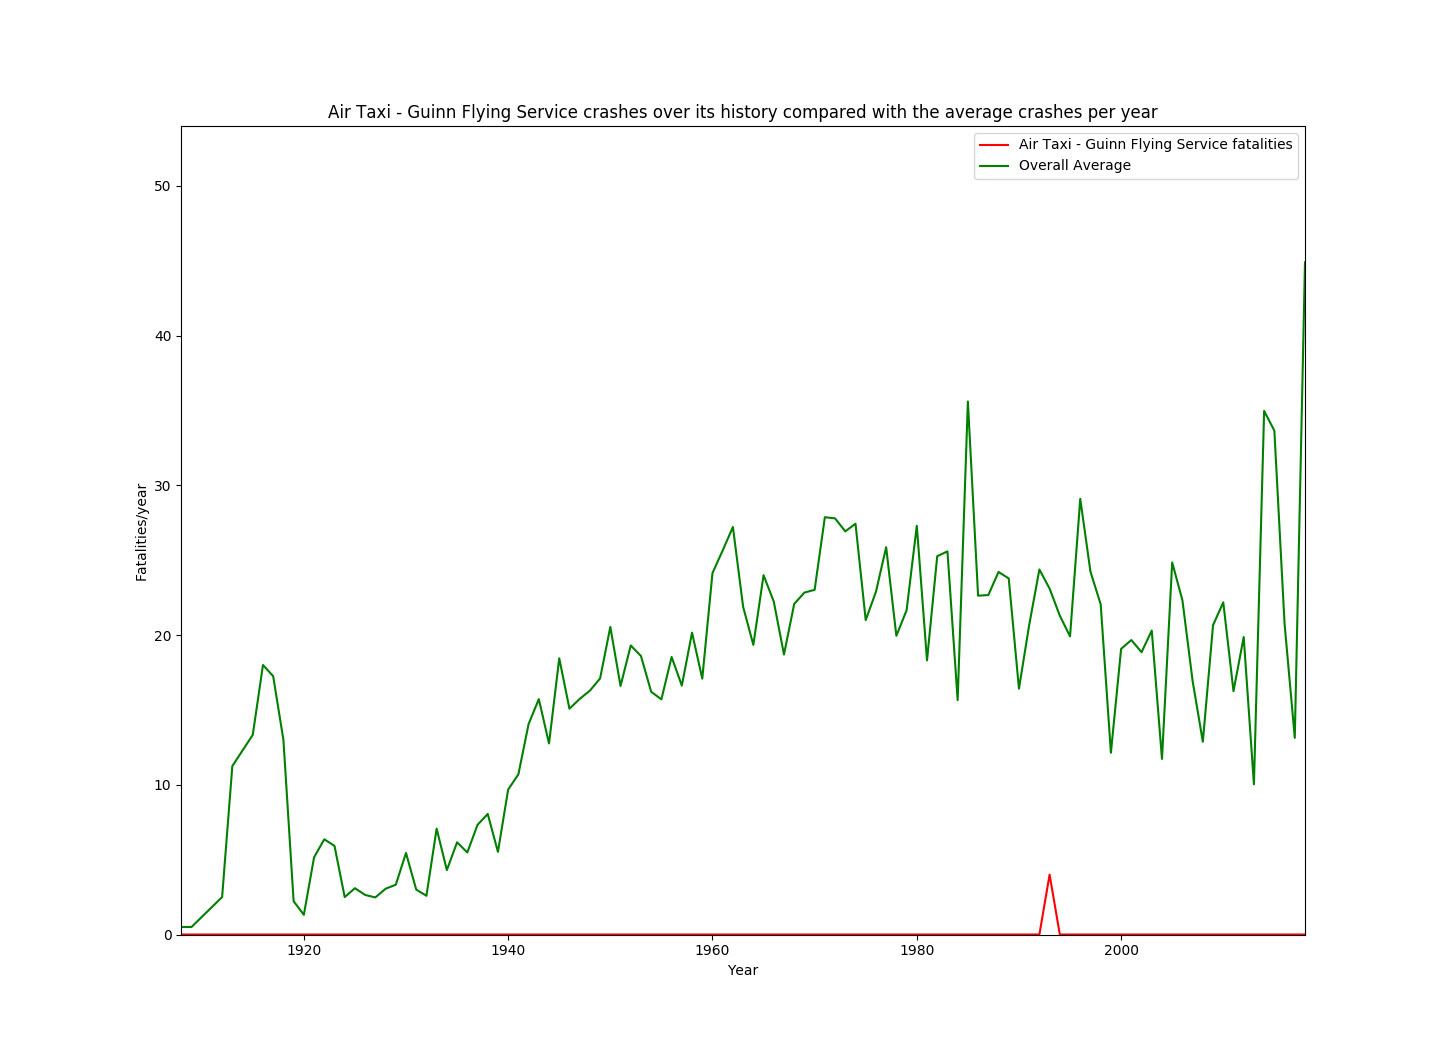 Air Taxi - Guinn Flying Service crashes over its history compared with the average crashes per year
Air Taxi - Guinn Flying Service fatalities
Overall Average
50
40
30
20
10
0
Fatalities/year
1920 1940 1960 1980 2000
Year